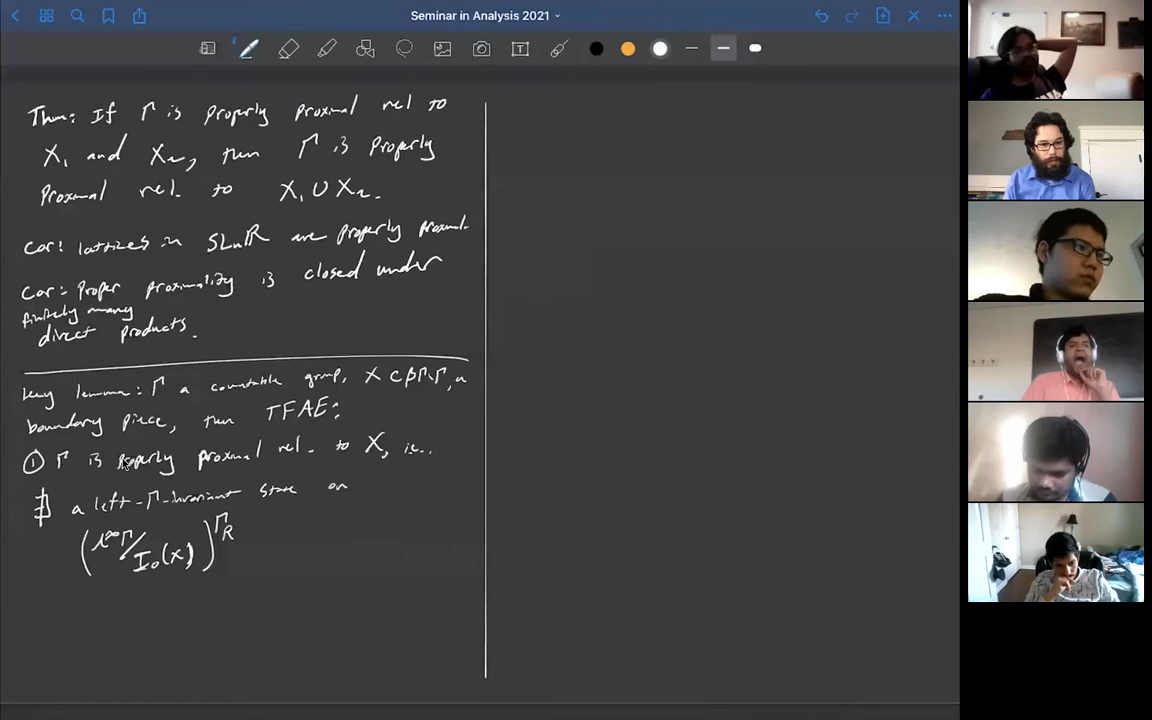 Seminar in Analysis 2021
Thm: If Γ is properly proximal rel to
X₁ and X₂, then Γ is properly
proximal rel. to X₁ ∪ X₂.
Cor: lattices in SLₙℝ are properly proximal.
Cor: Proper proximality is closed under
finitely many
direct products.
Key lemma: Γ a countable group, X ⊂ βΓ\Γ, a
boundary piece, then TFAE:
① Γ is properly proximal rel. to X, i.e..
∄ a left-Γ-invariant state on
(ℓ^∞Γ/I₀(X))^Γ_R